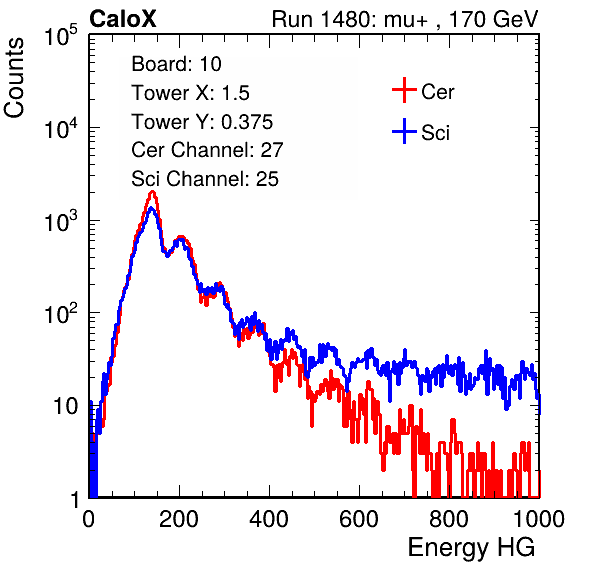 CaloX Run 1480: mu+ , 170 GeV
Board: 10
Tower X: 1.5
Tower Y: 0.375
Cer Channel: 27
Sci Channel: 25
Cer
Sci
Counts
10^5
10^4
10^3
10^2
10
1
0 200 400 600 800 1000
Energy HG